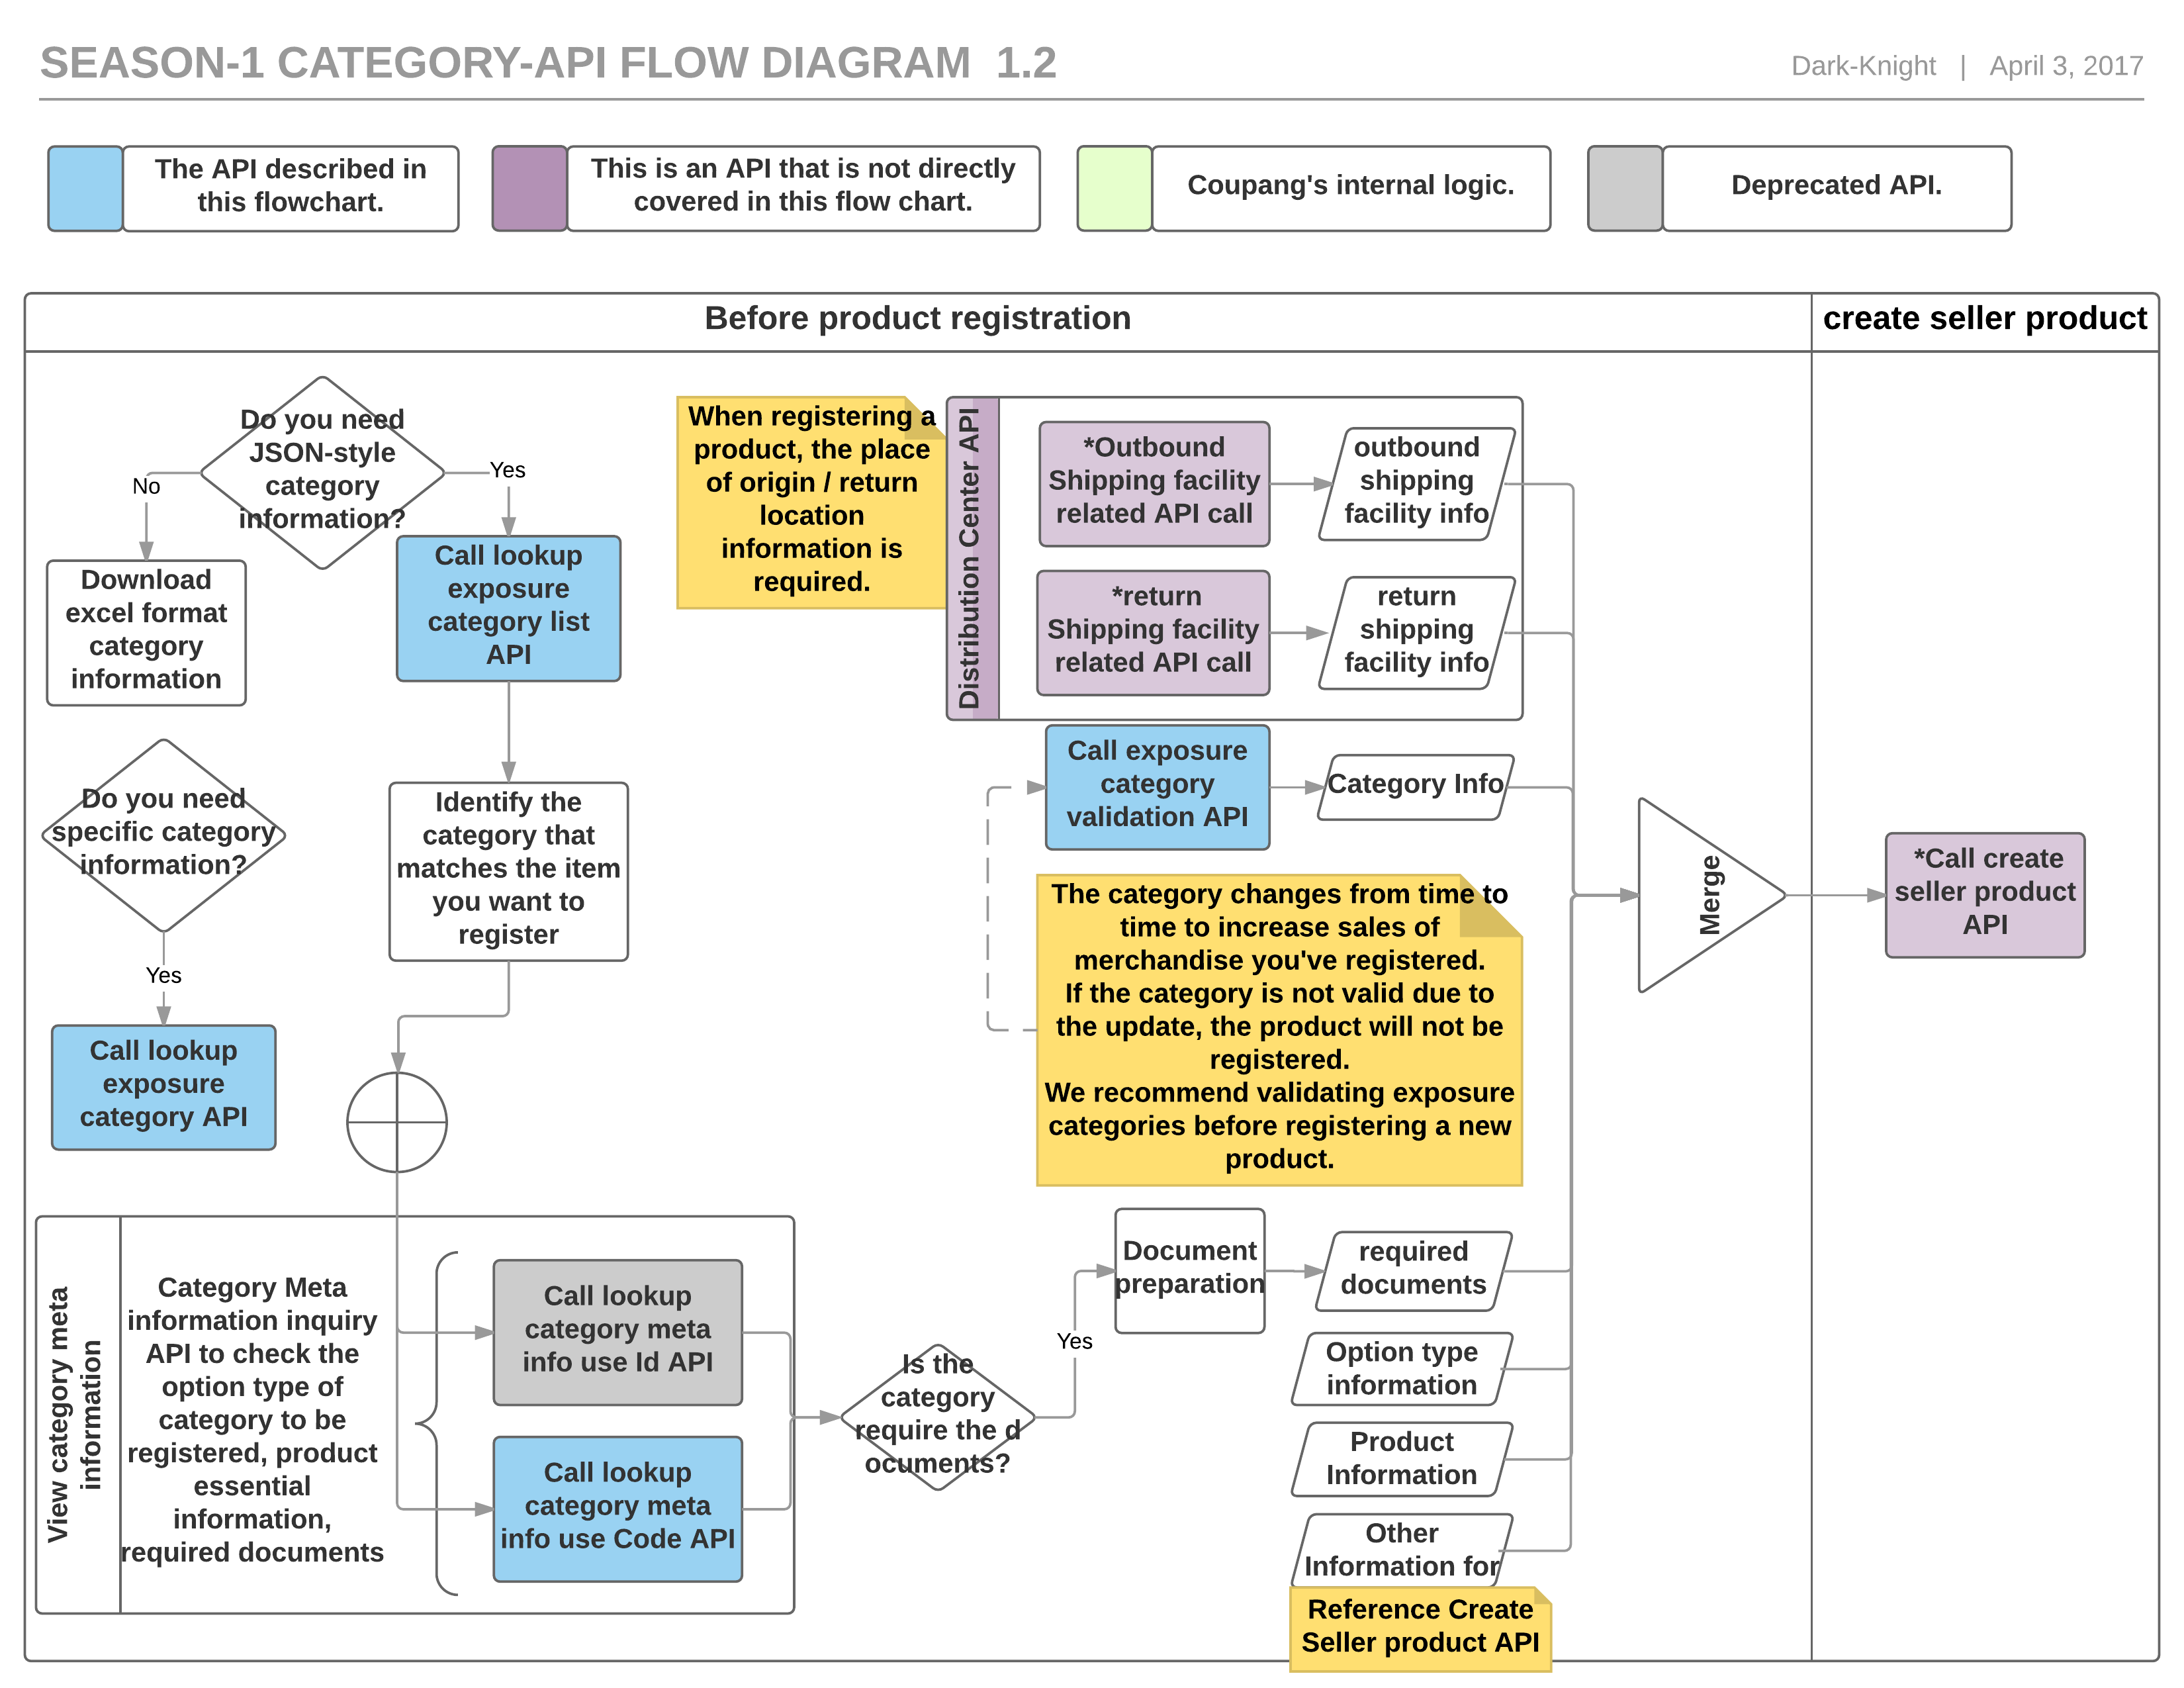 SEASON-1 CATEGORY-API FLOW DIAGRAM 1.2
Dark-Knight | April 3, 2017
The API described in
this flowchart.
This is an API that is not directly
covered in this flow chart.
Coupang's internal logic.
Deprecated API.
Before product registration
create seller product
Do you need
JSON-style
category
information?
No
Yes
Download
excel format
category
information
Call lookup
exposure
category list
API
When registering a
product, the place
of origin / return
location
information is
required.
Distribution Center API
*Outbound
Shipping facility
related API call
outbound
shipping
facility info
*return
Shipping facility
related API call
return
shipping
facility info
Do you need
specific category
information?
Yes
Call lookup
exposure
category API
Identify the
category that
matches the item
you want to
register
Call exposure
category
validation API
Category Info
The category changes from time to
time to increase sales of
merchandise you've registered.
If the category is not valid due to
the update, the product will not be
registered.
We recommend validating exposure
categories before registering a new
product.
Merge
*Call create
seller product
API
View category meta
information
Category Meta
information inquiry
API to check the
option type of
category to be
registered, product
essential
information,
required documents
Call lookup
category meta
info use Id API
Call lookup
category meta
info use Code API
Is the
category
require the d
ocuments?
Yes
Document
preparation
required
documents
Option type
information
Product
Information
Other
Information for
Reference Create
Seller product API